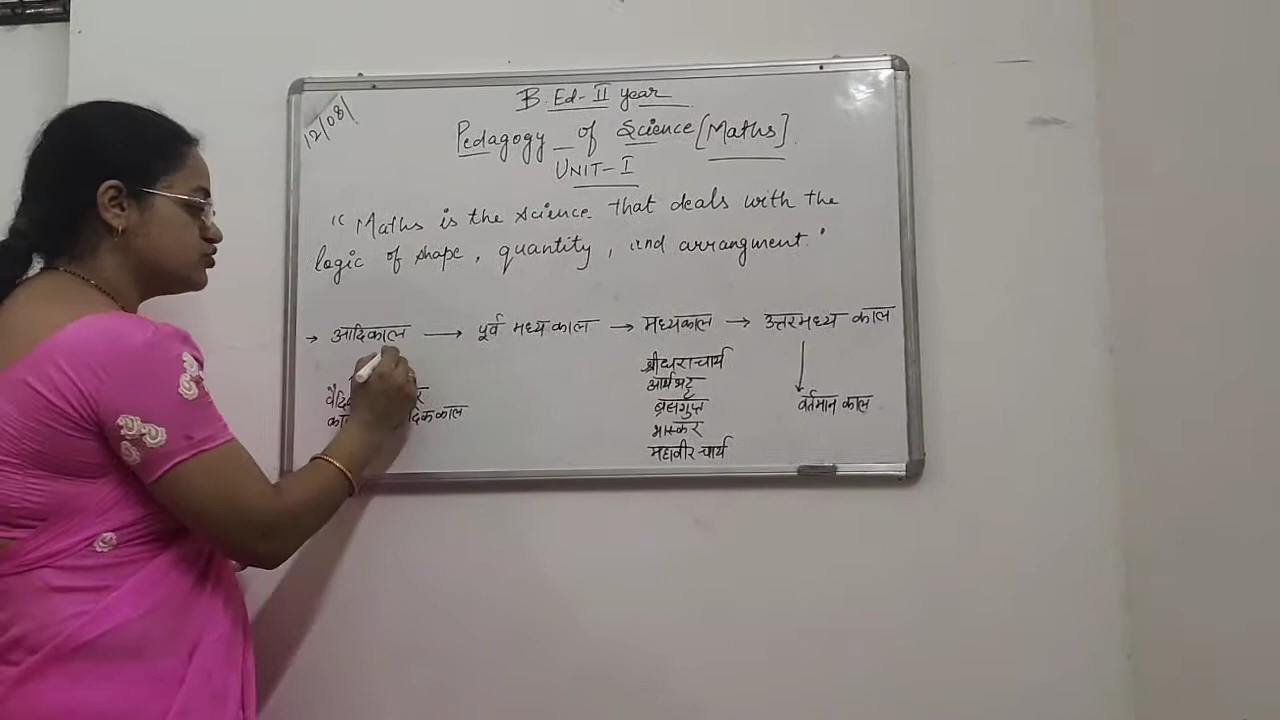 12/08/
B.Ed-II year
Pedagogy of Science [Maths]
UNIT-I
"Maths is the science that deals with the
logic of shape, quantity, and arrangment."
→ आदिकाल → पूर्व मध्यकाल → मध्यकाल → उत्तरमध्य काल
श्रीधराचार्य
आर्यभट्ट
ब्रह्मगुप्त
भास्कर
महावीरचार्य
वर्तमान काल